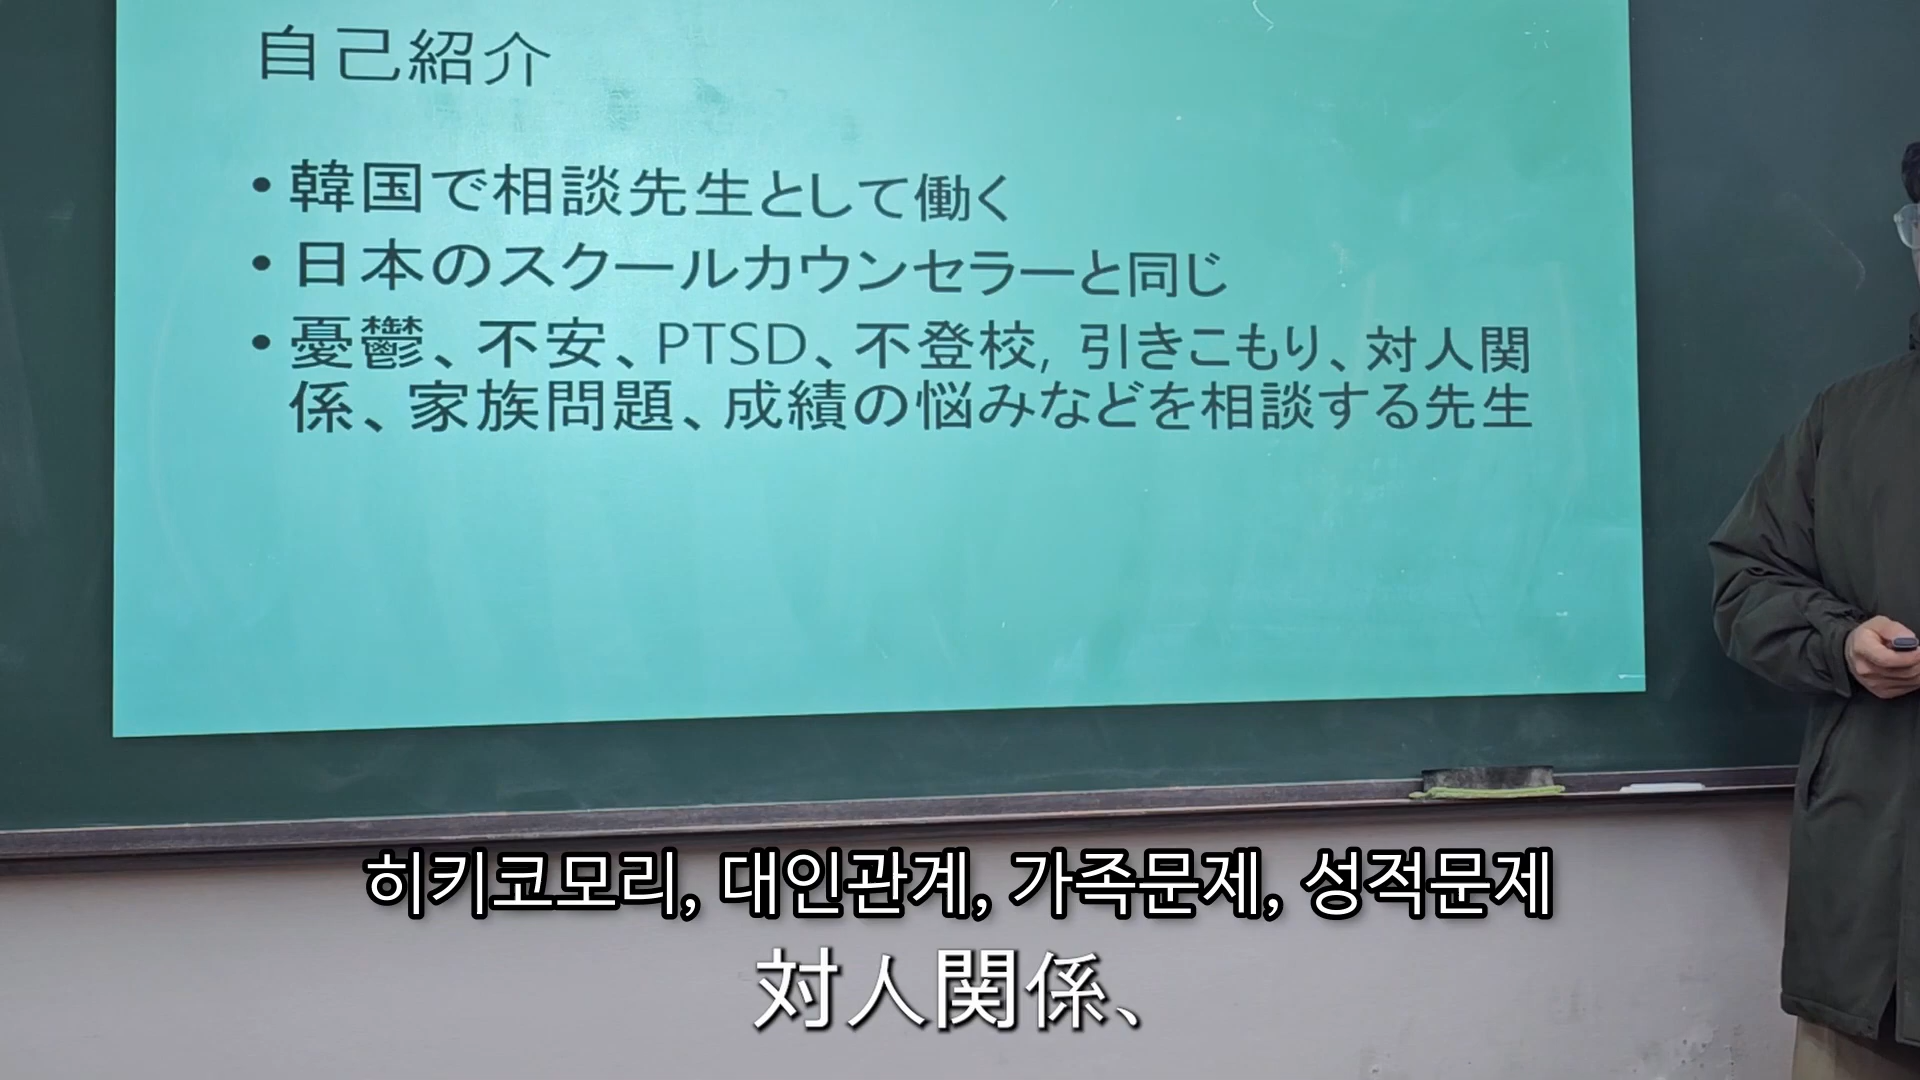 自己紹介
• 韓国で相談先生として働く
• 日本のスクールカウンセラーと同じ
• 憂鬱、不安、PTSD、不登校, 引きこもり、対人関
係、家族問題、成績の悩みなどを相談する先生
히키코모리, 대인관계, 가족문제, 성적문제
対人関係、